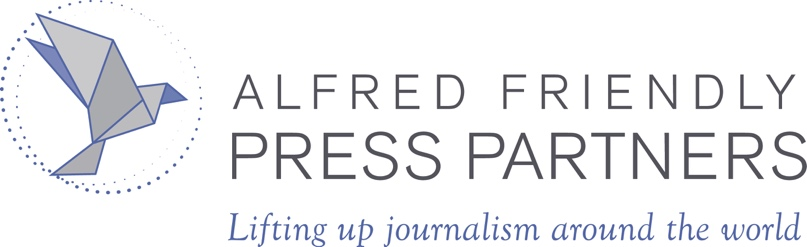 ALFRED FRIENDLY
PRESS PARTNERS
Lifting up journalism around the world